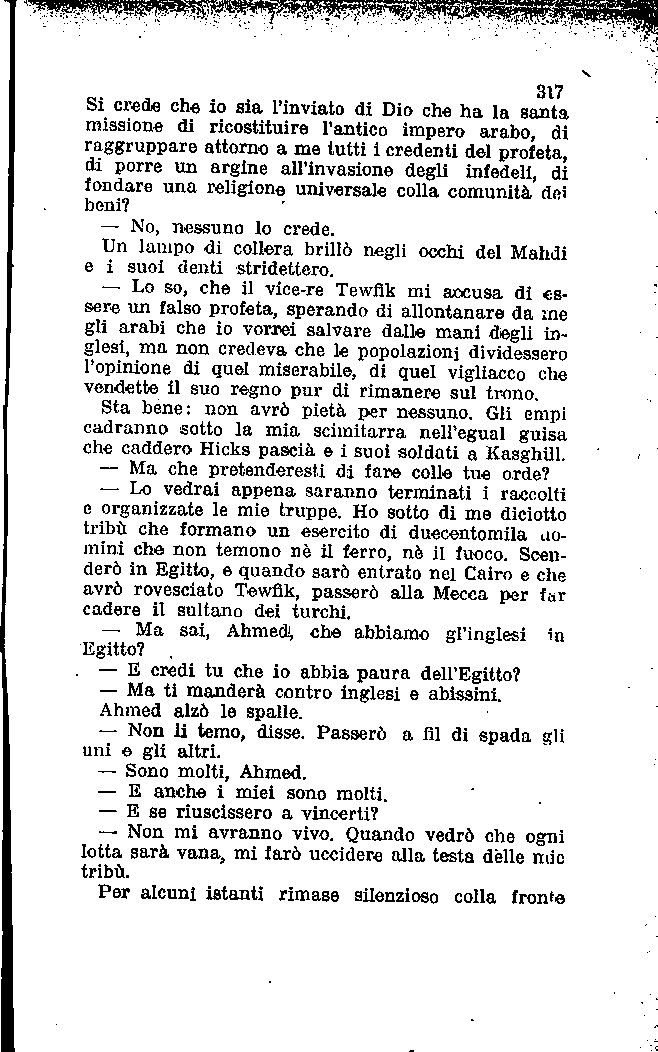 317
Si crede che io sia l'inviato di Dio che ha la santa
missione di ricostituire l'antico impero arabo, di
raggruppare attorno a me tutti i credenti del profeta,
di porre un argine all'invasione degli infedeli, di
fondare una religione universale colla comunità dei
beni?
— No, nessuno lo crede.
Un lampo di collera brillò negli occhi del Mahdi
e i suoi denti stridettero.
— Lo so, che il vice-re Tewfik mi accusa di es-
sere un falso profeta, sperando di allontanare da me
gli arabi che io vorrei salvare dalle mani degli in-
glesi, ma non credeva che le popolazioni dividessero
l'opinione di quel miserabile, di quel vigliacco che
vendette il suo regno pur di rimanere sul trono.
Sta bene: non avrò pietà per nessuno. Gli empi
cadranno sotto la mia scimitarra nell'egual guisa
che caddero Hicks pascià e i suoi soldati a Kasghill.
— Ma che pretenderesti di fare colle tue orde?
— Lo vedrai appena saranno terminati i raccolti
e organizzate le mie truppe. Ho sotto di me diciotto
tribù che formano un esercito di duecentomila uo-
mini che non temono nè il ferro, nè il fuoco. Scen-
derò in Egitto, e quando sarò entrato nel Cairo e che
avrò rovesciato Tewfik, passerò alla Mecca per far
cadere il sultano dei turchi.
— Ma sai, Ahmed, che abbiamo gl'inglesi in
Egitto?
— E credi tu che io abbia paura dell'Egitto?
— Ma ti manderà contro inglesi e abissini.
Ahmed alzò le spalle.
— Non li temo, disse. Passerò a fil di spada gli
uni e gli altri.
— Sono molti, Ahmed.
— E anche i miei sono molti.
— E se riuscissero a vincerti?
— Non mi avranno vivo. Quando vedrò che ogni
lotta sarà vana, mi farò uccidere alla testa delle mie
tribù.
Per alcuni istanti rimase silenzioso colla fronte